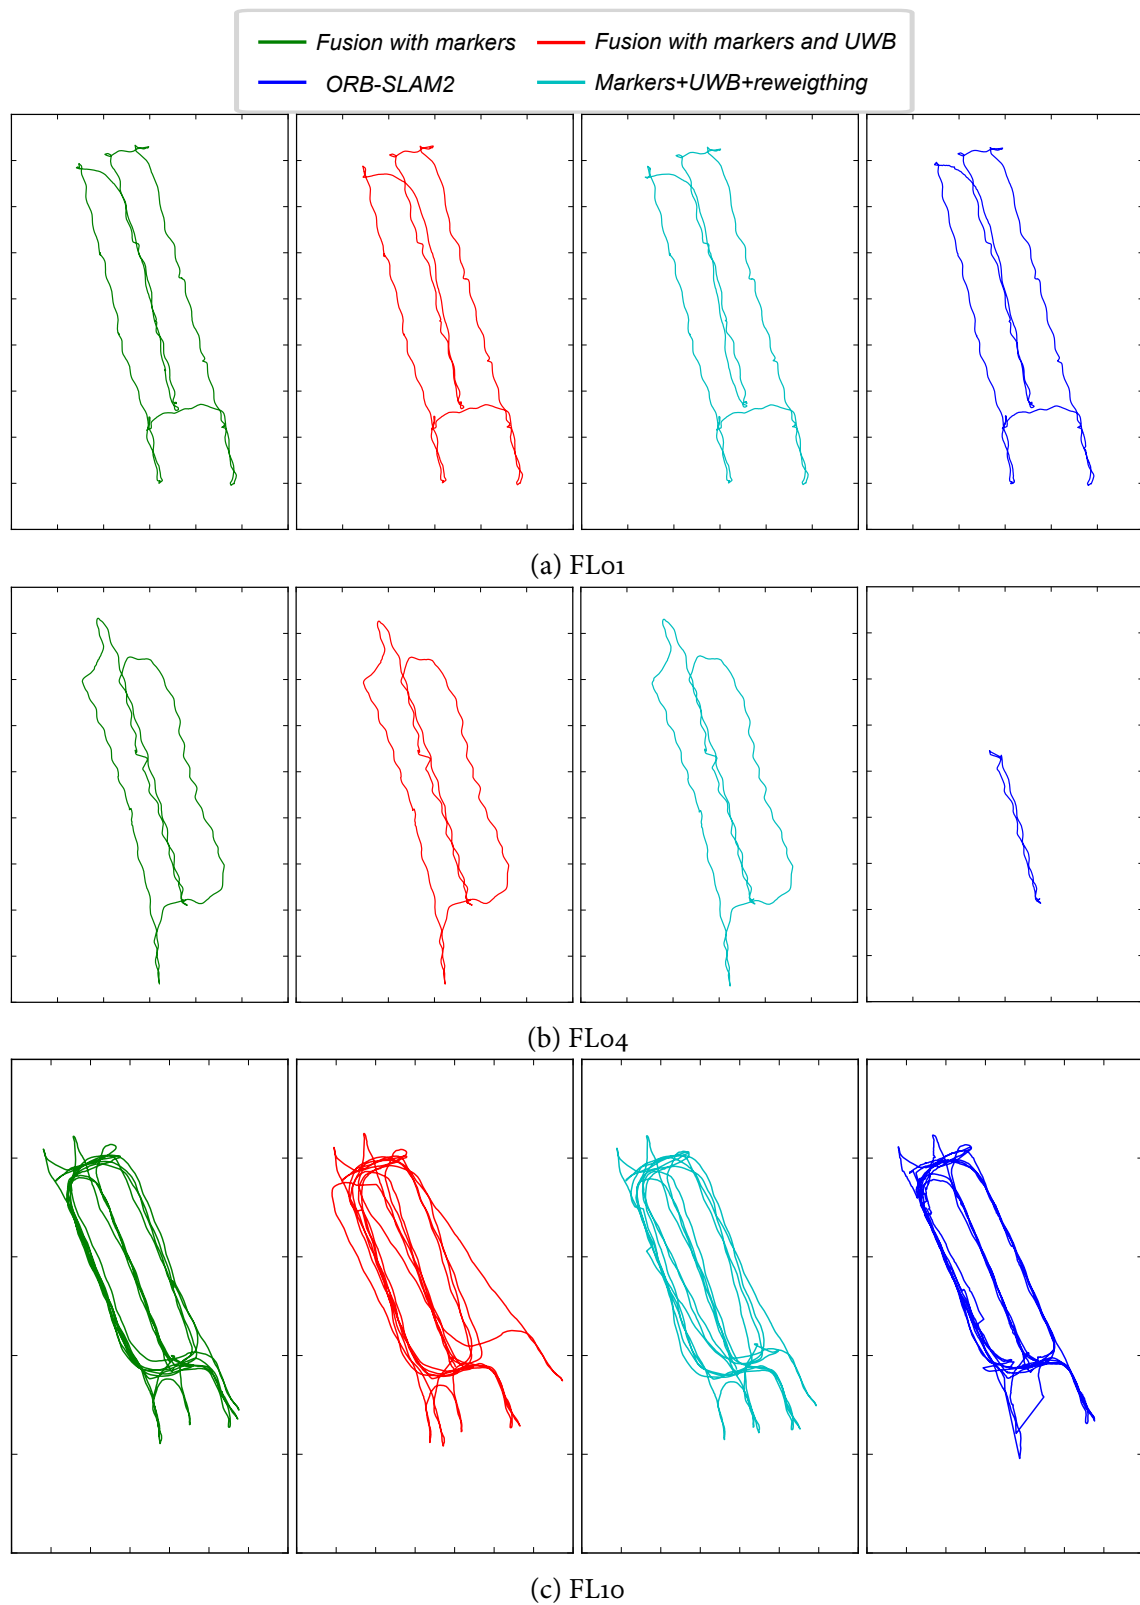 Fusion with markers Fusion with markers and UWB
ORB-SLAM2 Markers+UWB+reweigthing
(a) FL01
(b) FL04
(c) FL10